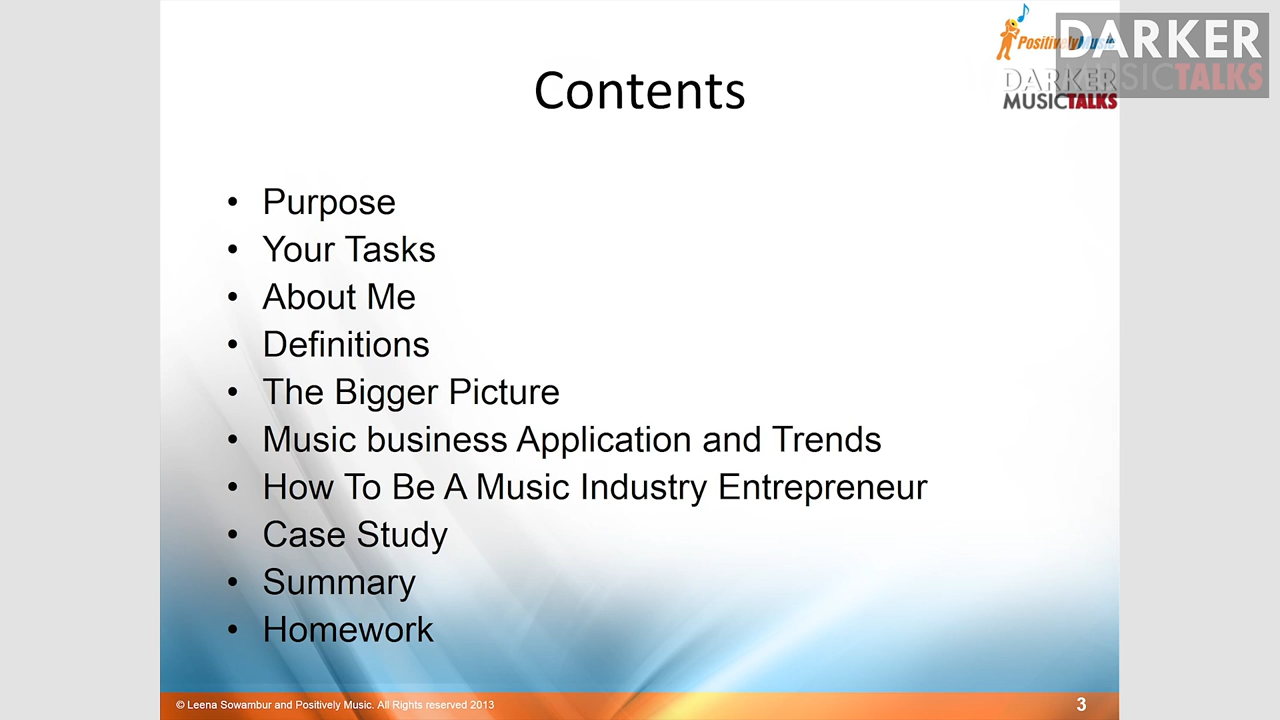 PositivelyMusic
DARKER
MUSICTALKS
DARKER
MUSICTALKS
Contents
• Purpose
• Your Tasks
• About Me
• Definitions
• The Bigger Picture
• Music business Application and Trends
• How To Be A Music Industry Entrepreneur
• Case Study
• Summary
• Homework
© Leena Sowambur and Positively Music. All Rights reserved 2013
3